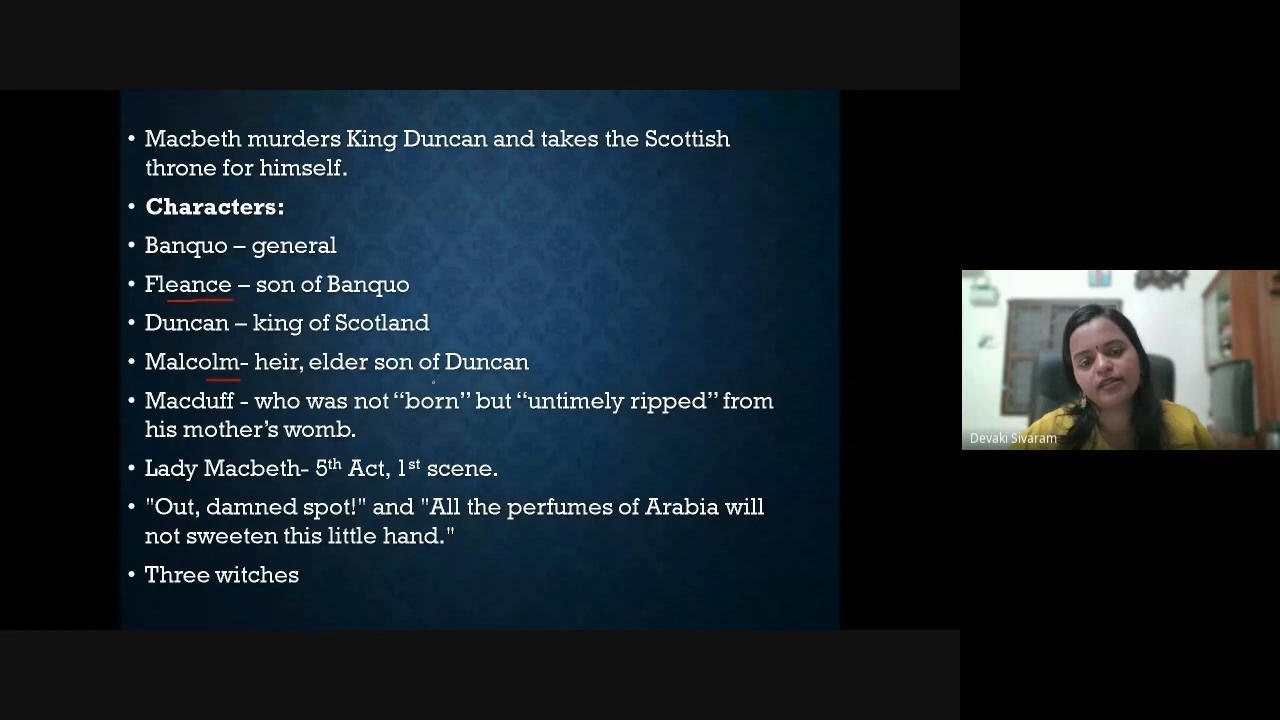 • Macbeth murders King Duncan and takes the Scottish
throne for himself.
• Characters:
• Banquo – general
• Fleance – son of Banquo
• Duncan – king of Scotland
• Malcolm- heir, elder son of Duncan
• Macduff - who was not “born” but “untimely ripped” from
his mother’s womb.
• Lady Macbeth- 5th Act, 1st scene.
• "Out, damned spot!" and "All the perfumes of Arabia will
not sweeten this little hand."
• Three witches
Devaki Sivaram